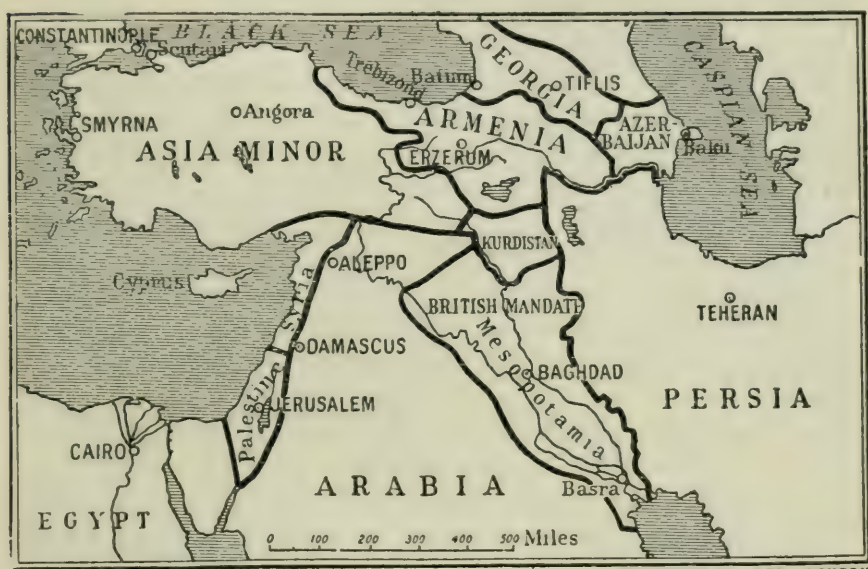 BLACK SEA
CONSTANTINOPLE
Scutari
Trebizond
Batum
GEORGIA
TIFLIS
CASPIAN SEA
Angora
ARMENIA
AZER-
BAIJAN
Baku
SMYRNA
ASIA MINOR
ERZERUM
KURDISTAN
Cyprus
ALEPPO
Syria
BRITISH MANDATE
TEHERAN
DAMASCUS
Mesopotamia
BAGHDAD
PERSIA
Palestine
JERUSALEM
CAIRO
Basra
ARABIA
EGYPT
0 100 200 300 400 500 Miles